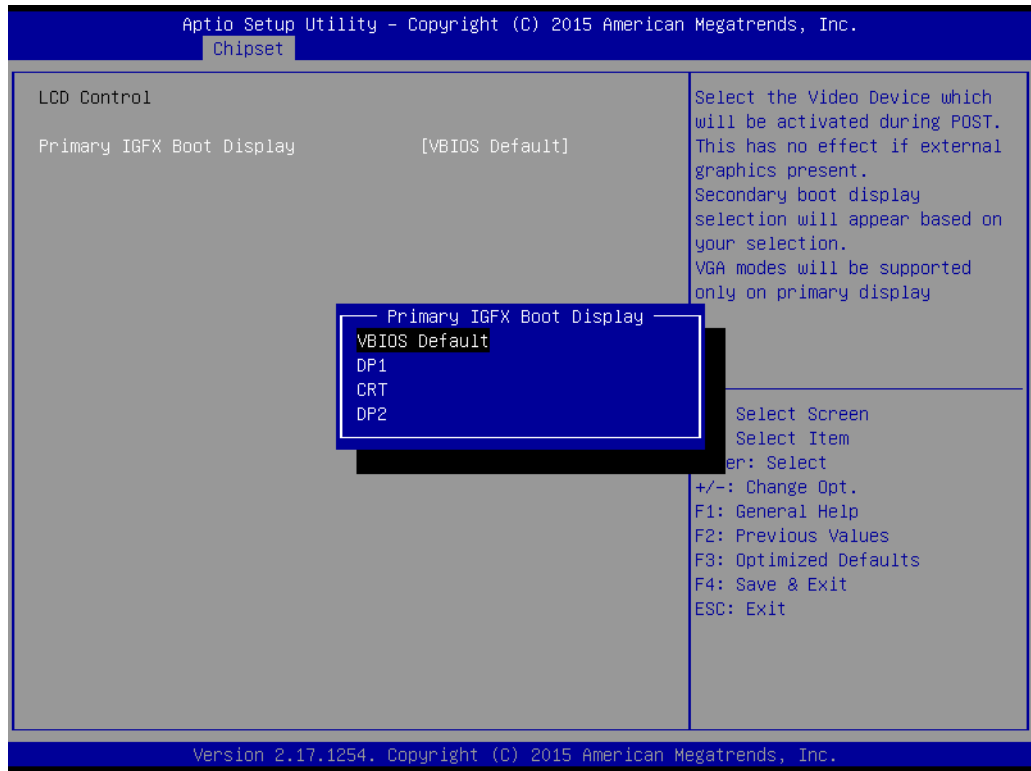 Aptio Setup Utility – Copyright (C) 2015 American Megatrends, Inc.
Chipset
LCD Control
Primary IGFX Boot Display [VBIOS Default]
Select the Video Device which
will be activated during POST.
This has no effect if external
graphics present.
Secondary boot display
selection will appear based on
your selection.
VGA modes will be supported
only on primary display
Primary IGFX Boot Display
VBIOS Default
DP1
CRT
DP2
Select Screen
Select Item
er: Select
+/-: Change Opt.
F1: General Help
F2: Previous Values
F3: Optimized Defaults
F4: Save & Exit
ESC: Exit
Version 2.17.1254. Copyright (C) 2015 American Megatrends, Inc.